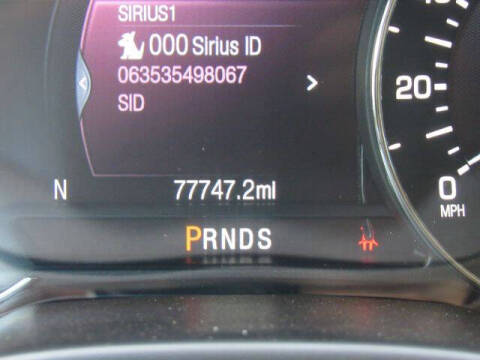 SIRIUS1
000 Sirius ID
063535498067
SID
20
0
MPH
N
77747.2mi
PRNDS